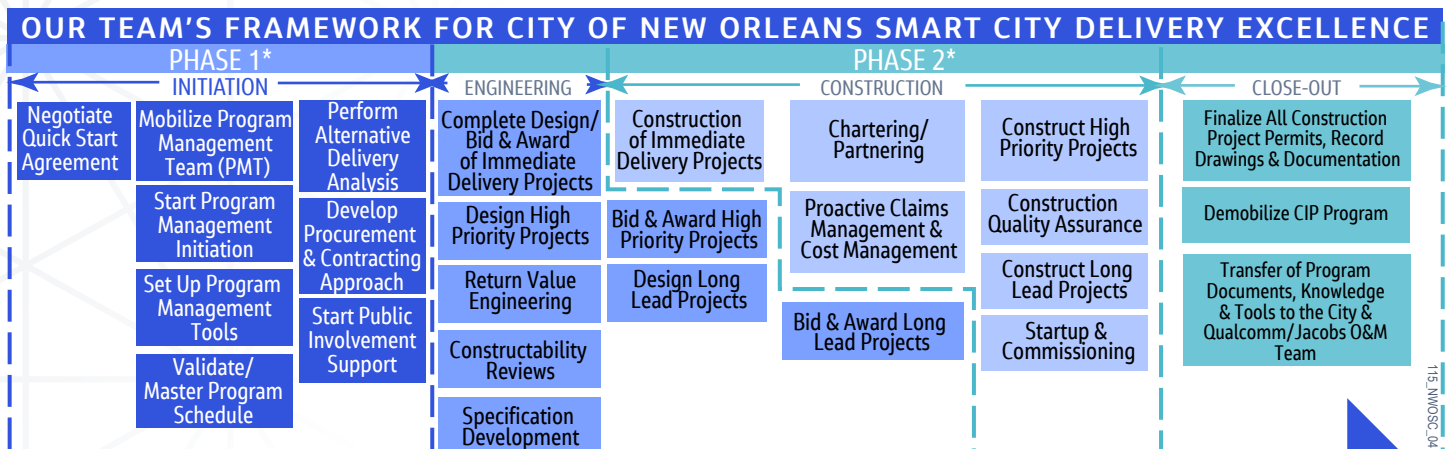 OUR TEAM'S FRAMEWORK FOR CITY OF NEW ORLEANS SMART CITY DELIVERY EXCELLENCE
PHASE 1*
PHASE 2*
INITIATION
ENGINEERING
CONSTRUCTION
CLOSE-OUT
Negotiate
Quick Start
Agreement
Mobilize Program
Management
Team (PMT)
Start Program
Management
Initiation
Set Up Program
Management
Tools
Validate/
Master Program
Schedule
Perform
Alternative
Delivery
Analysis
Develop
Procurement
& Contracting
Approach
Start Public
Involvement
Support
Complete Design/
Bid & Award
of Immediate
Delivery Projects
Design High
Priority Projects
Return Value
Engineering
Constructability
Reviews
Specification
Development
Construction
of Immediate
Delivery Projects
Bid & Award High
Priority Projects
Design Long
Lead Projects
Chartering/
Partnering
Proactive Claims
Management &
Cost Management
Bid & Award Long
Lead Projects
Construct High
Priority Projects
Construction
Quality Assurance
Construct Long
Lead Projects
Startup &
Commissioning
Finalize All Construction
Project Permits, Record
Drawings & Documentation
Demobilize CIP Program
Transfer of Program
Documents, Knowledge
& Tools to the City &
Qualcomm/Jacobs O&M
Team
115_NWOSC_04